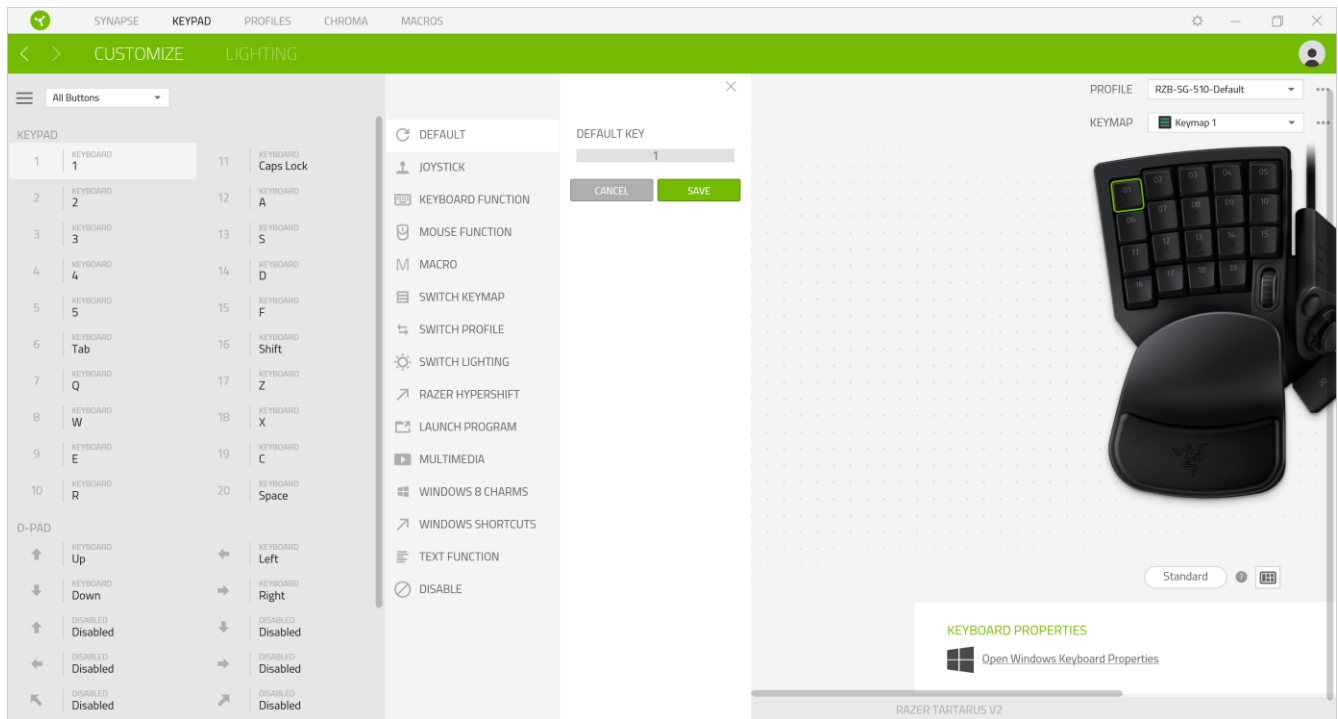 SYNAPSE KEYPAD PROFILES CHROMA MACROS
CUSTOMIZE LIGHTING
All Buttons
KEYPAD
1 KEYBOARD 1
11 KEYBOARD Caps Lock
2 KEYBOARD 2
12 KEYBOARD A
3 KEYBOARD 3
13 KEYBOARD S
4 KEYBOARD 4
14 KEYBOARD D
5 KEYBOARD 5
15 KEYBOARD F
6 KEYBOARD Tab
16 KEYBOARD Shift
7 KEYBOARD Q
17 KEYBOARD Z
8 KEYBOARD W
18 KEYBOARD X
9 KEYBOARD E
19 KEYBOARD C
10 KEYBOARD R
20 KEYBOARD Space
D-PAD
KEYBOARD Up
KEYBOARD Left
KEYBOARD Down
KEYBOARD Right
DISABLED Disabled
DISABLED Disabled
DISABLED Disabled
DISABLED Disabled
DISABLED Disabled
DISABLED Disabled
DEFAULT
JOYSTICK
KEYBOARD FUNCTION
MOUSE FUNCTION
MACRO
SWITCH KEYMAP
SWITCH PROFILE
SWITCH LIGHTING
RAZER HYPERSHIFT
LAUNCH PROGRAM
MULTIMEDIA
WINDOWS 8 CHARMS
WINDOWS SHORTCUTS
TEXT FUNCTION
DISABLE
DEFAULT KEY
1
CANCEL SAVE
PROFILE RZB-SG-510-Default
KEYMAP Keymap 1
01 02 03 04 05
06 07 08 09 10
11 12 13 14 15
16 17 18 19
Standard ?
KEYBOARD PROPERTIES
Open Windows Keyboard Properties
RAZER TARTARUS V2